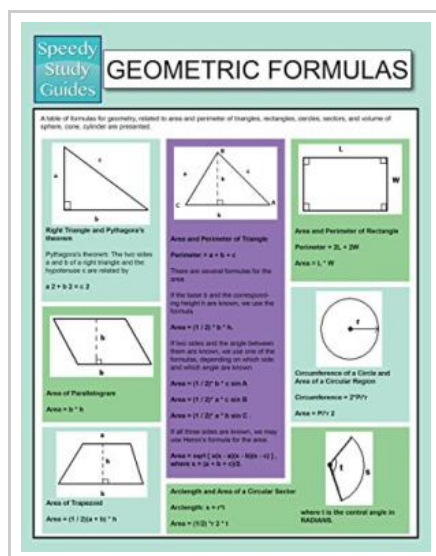 Speedy
Study
Guides
GEOMETRIC FORMULAS
A table of formulas for geometry, related to area and perimeter of triangles, rectangles, cercles, sectors, and volume of
sphere, cone, cylinder are presented.
a
c
b
Right Triangle and Pythagora's
theorem
Pythagora's theorem: The two sides
a and b of a right triangle and the
hypotenuse c are related by
a 2 + b 2 = c 2
b
h
b
Area of Parallelogram
Area = b * h
a
h
b
Area of Trapezoid
Area = (1 / 2)(a + b) * h
B
a
h
c
C
A
b
Area and Perimeter of Triangle
Perimeter = a + b + c
There are several formulas for the
area.
If the base b and the correspond-
ing height h are known, we use the
formula
Area = (1 / 2) * b * h.
If two sides and the angle between
them are known, we use one of the
formulas, depending on which side
and which angle are known
Area = (1 / 2)* b * c sin A
Area = (1 / 2)* a * c sin B
Area = (1 / 2)* a * b sin C .
If all three sides are known, we may
use Heron's formula for the area.
Area = sqrt [ s(s - a)(s - b)(s - c) ] ,
where s = (a + b + c)/2.
Arclength and Area of a Circular Sector
Arclength: s = r*t
Area = (1/2) *r 2 * t
L
W
Area and Perimeter of Rectangle
Perimeter = 2L + 2W
Area = L * W
r
Circumference of a Circle and
Area of a Circular Region
Circumference = 2*Pi*r
Area = Pi*r 2
r
t
s
where t is the central angle in
RADIANS.